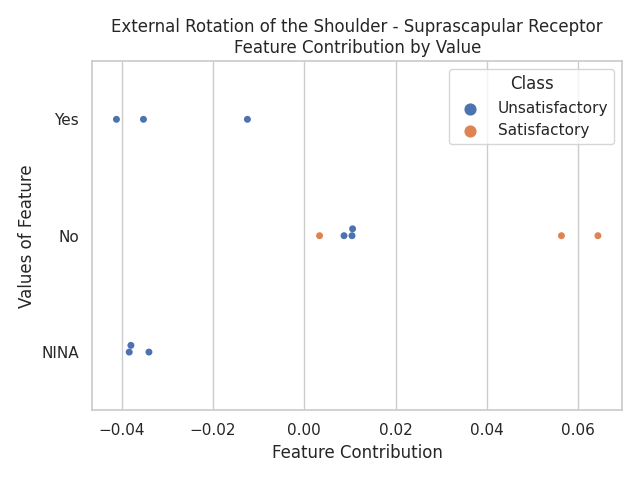 External Rotation of the Shoulder - Suprascapular Receptor
Feature Contribution by Value
Class
Unsatisfactory
Satisfactory
Values of Feature
Yes
No
NINA
−0.04
−0.02
0.00
0.02
0.04
0.06
Feature Contribution